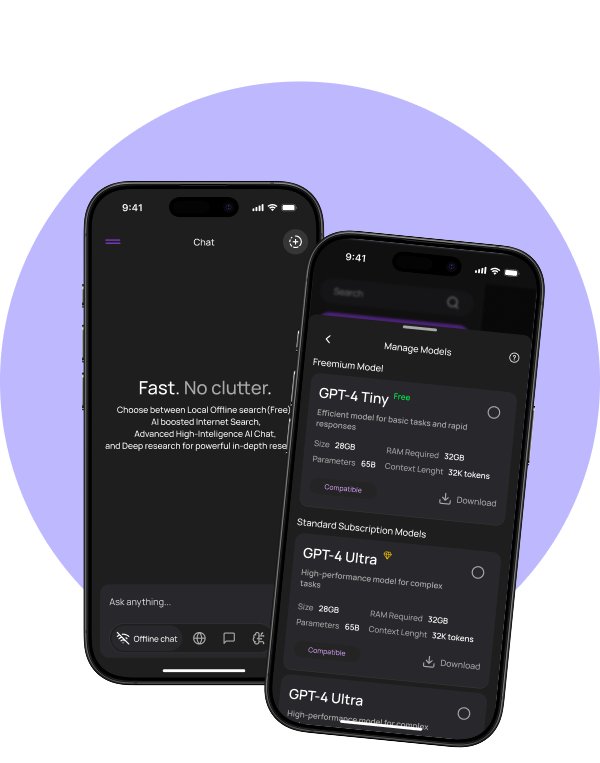 9:41
Chat
Fast. No clutter.
Choose between Local Offline search(Free)
AI boosted Internet Search,
Advanced High-Inteligence AI Chat,
and Deep research for powerful in-depth rese
Ask anything...
Offline chat
9:41
Search
Manage Models
Freemium Model
GPT-4 Tiny Free
Efficient model for basic tasks and rapid
responses
Size 28GB RAM Required 32GB
Parameters 65B Context Lenght 32K tokens
Compatible Download
Standard Subscription Models
GPT-4 Ultra
High-performance model for complex
tasks
Size 28GB RAM Required 32GB
Parameters 65B Context Lenght 32K tokens
Compatible Download
GPT-4 Ultra
High-performance model for complex